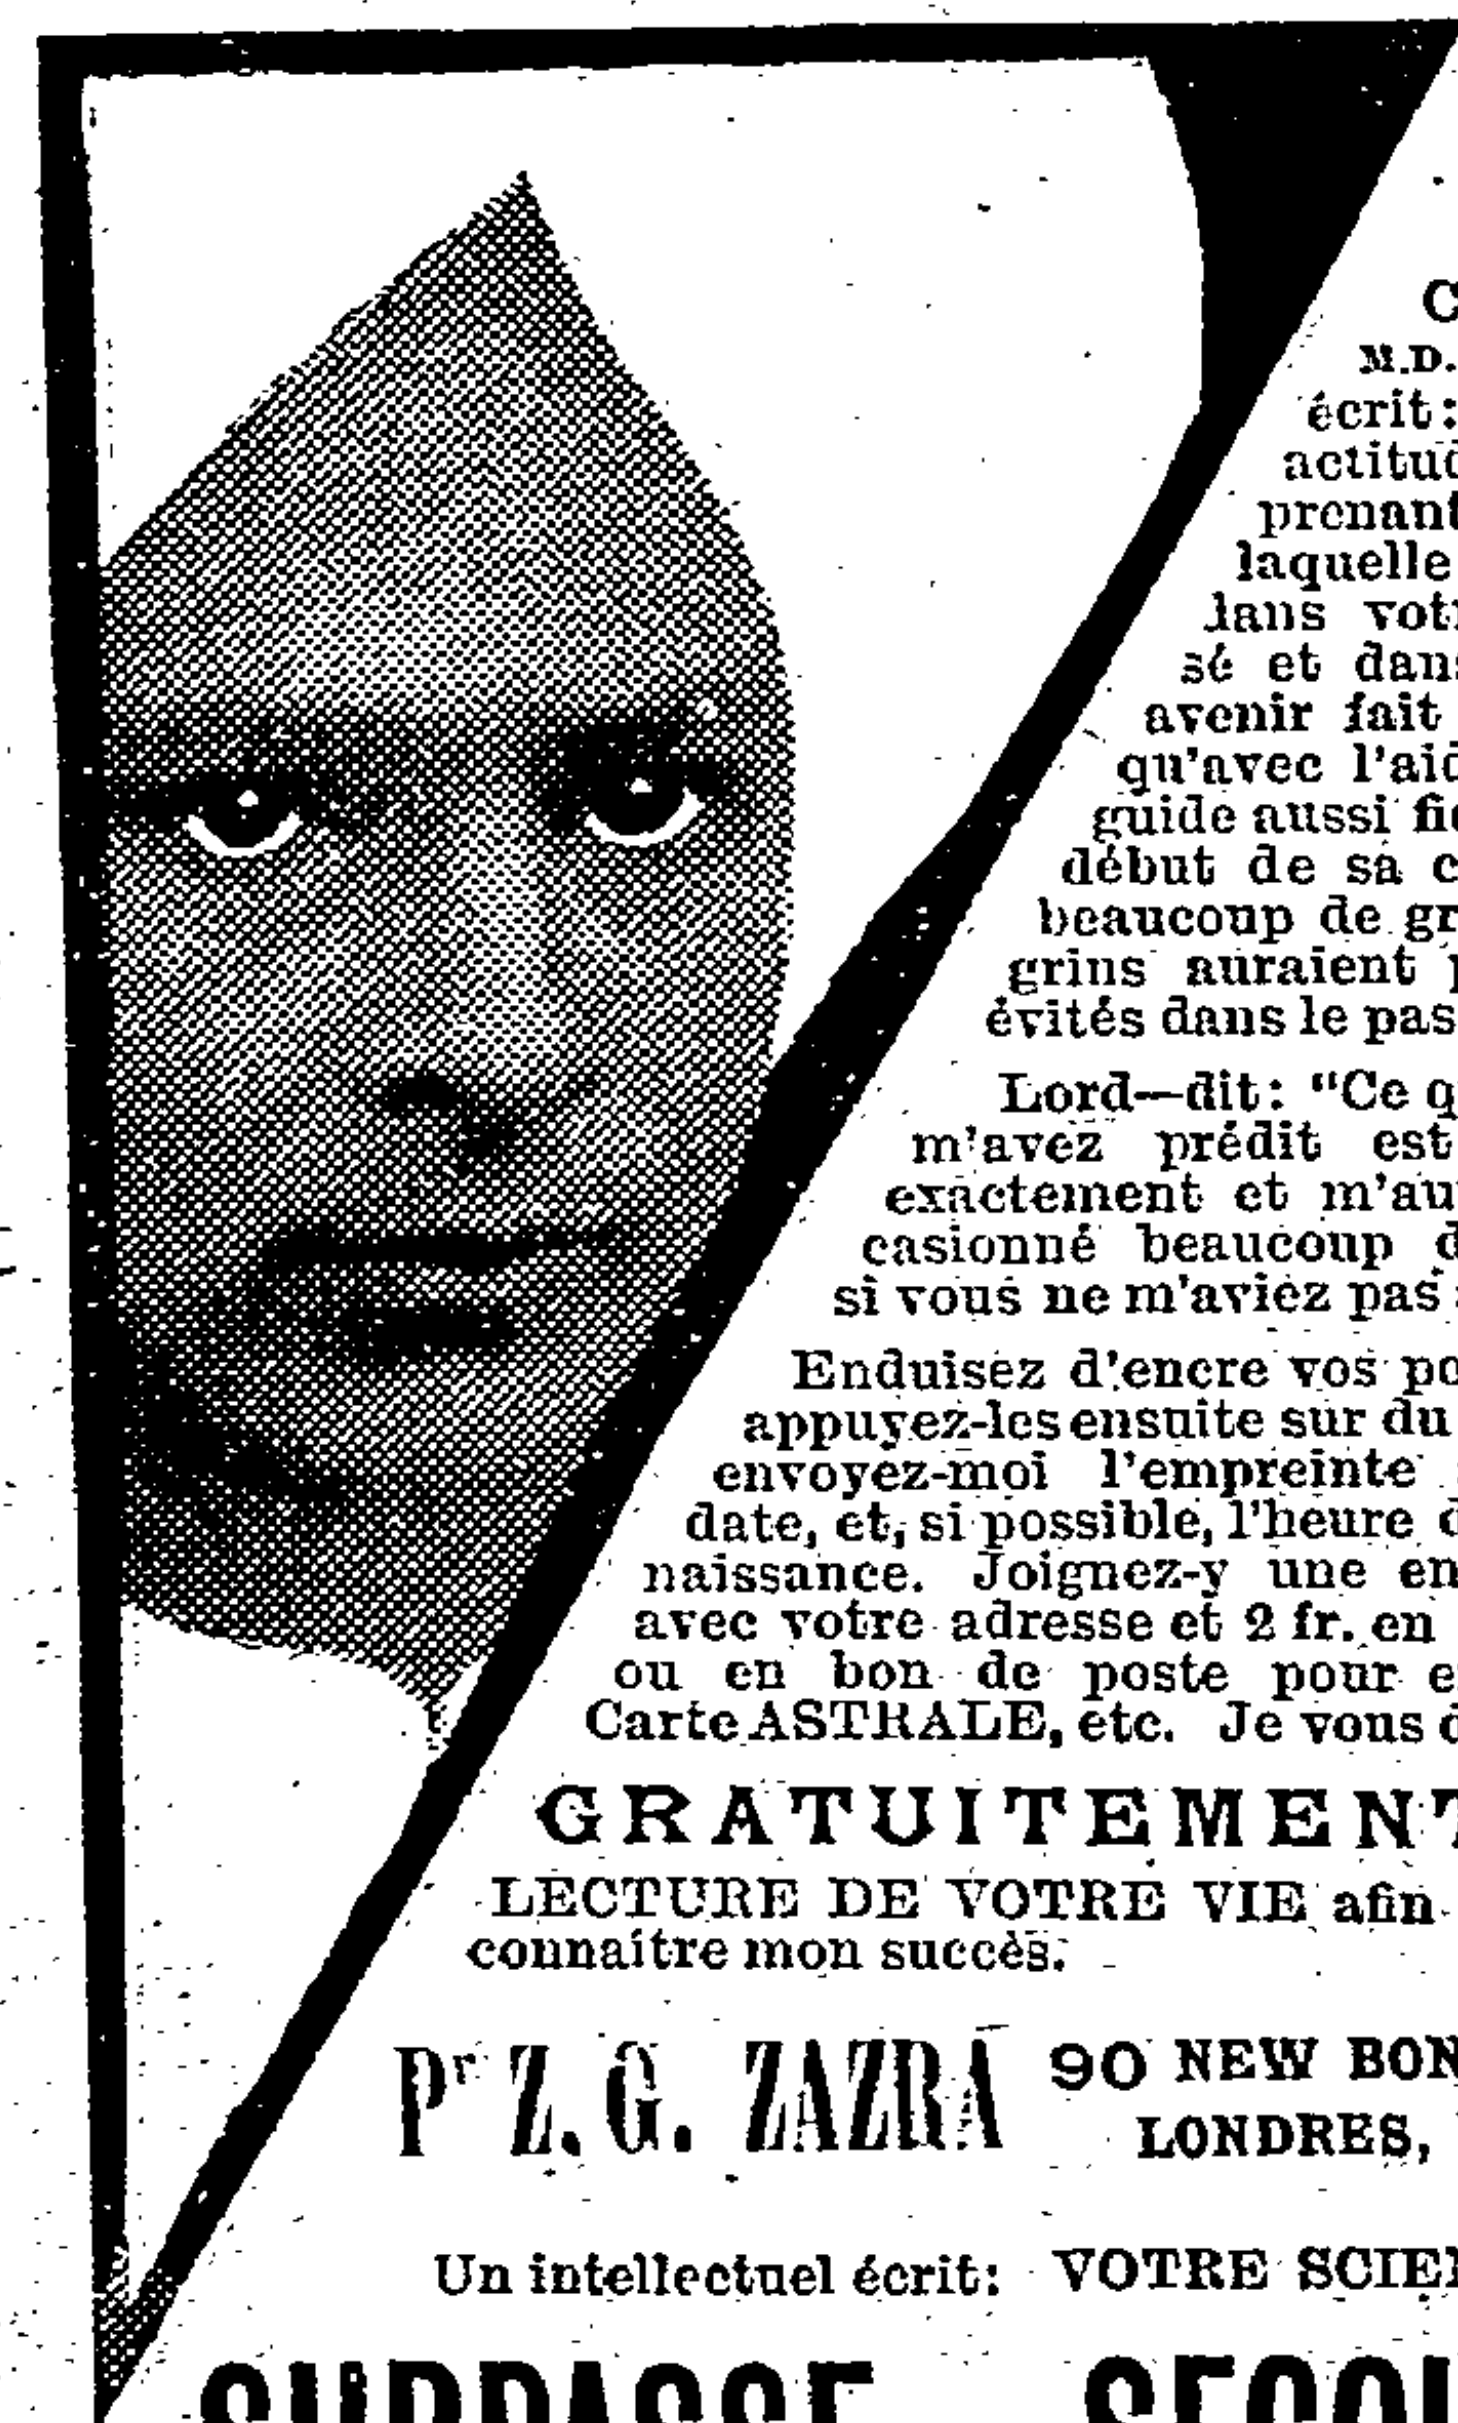 C
M.D.
écrit:
actitud
prenant
laquelle
dans votr
sé et dans
avenir fait
qu'avec l'aid
guide aussi fid
début de sa c
beaucoup de gr
grins auraient p
évités dans le pas
Lord—dit: "Ce q
m'avez prédit est
exactement et m'au
casionné beaucoup d
si vous ne m'aviez pas
Enduisez d'encre vos po
appuyez-les ensuite sur du
envoyez-moi l'empreinte
date, et, si possible, l'heure d
naissance. Joignez-y une en
avec votre adresse et 2 fr. en
ou en bon de poste pour e
Carte ASTRALE, etc. Je vous d
GRATUITEMENT
LECTURE DE VOTRE VIE afin
connaître mon succès.
Pr Z. G. ZAZRA 90 NEW BON
LONDRES,
Un intellectuel écrit: VOTRE SCIEN
SURPASSE SECOU